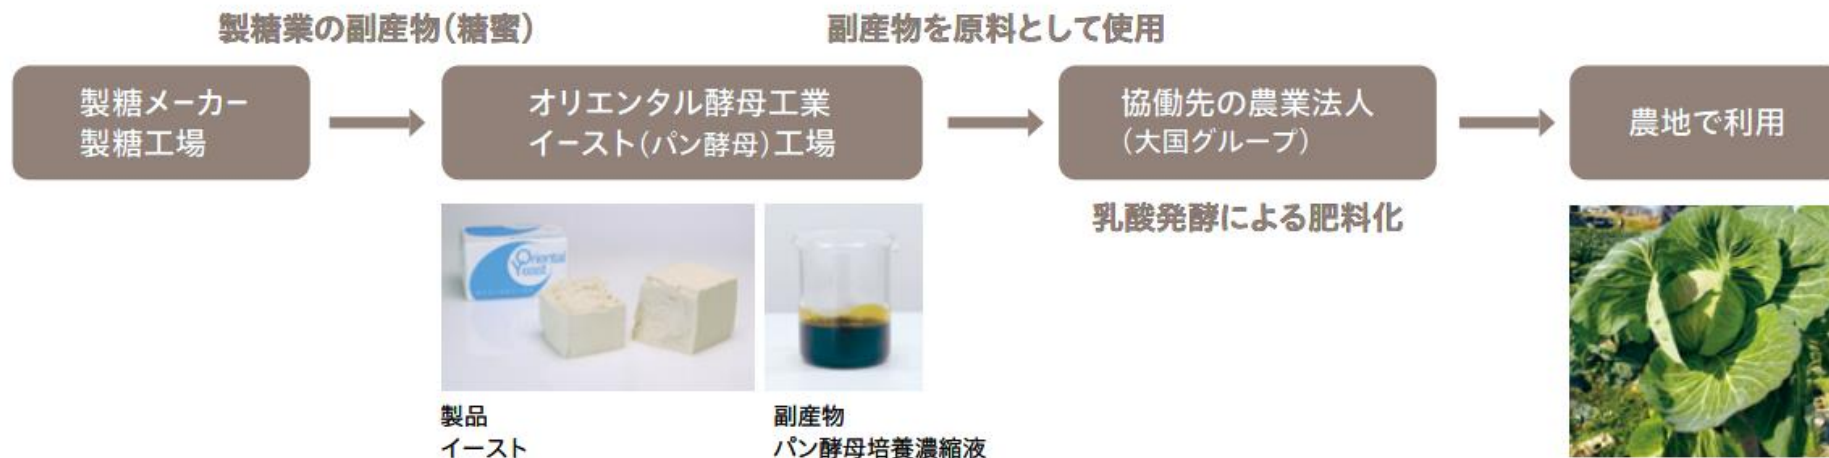 製糖業の副産物（糖蜜）
副産物を原料として使用
製糖メーカー
製糖工場
オリエンタル酵母工業
イースト（パン酵母）工場
協働先の農業法人
（大国グループ）
農地で利用
乳酸発酵による肥料化
Oriental
Yeast
製品
イースト
副産物
パン酵母培養濃縮液